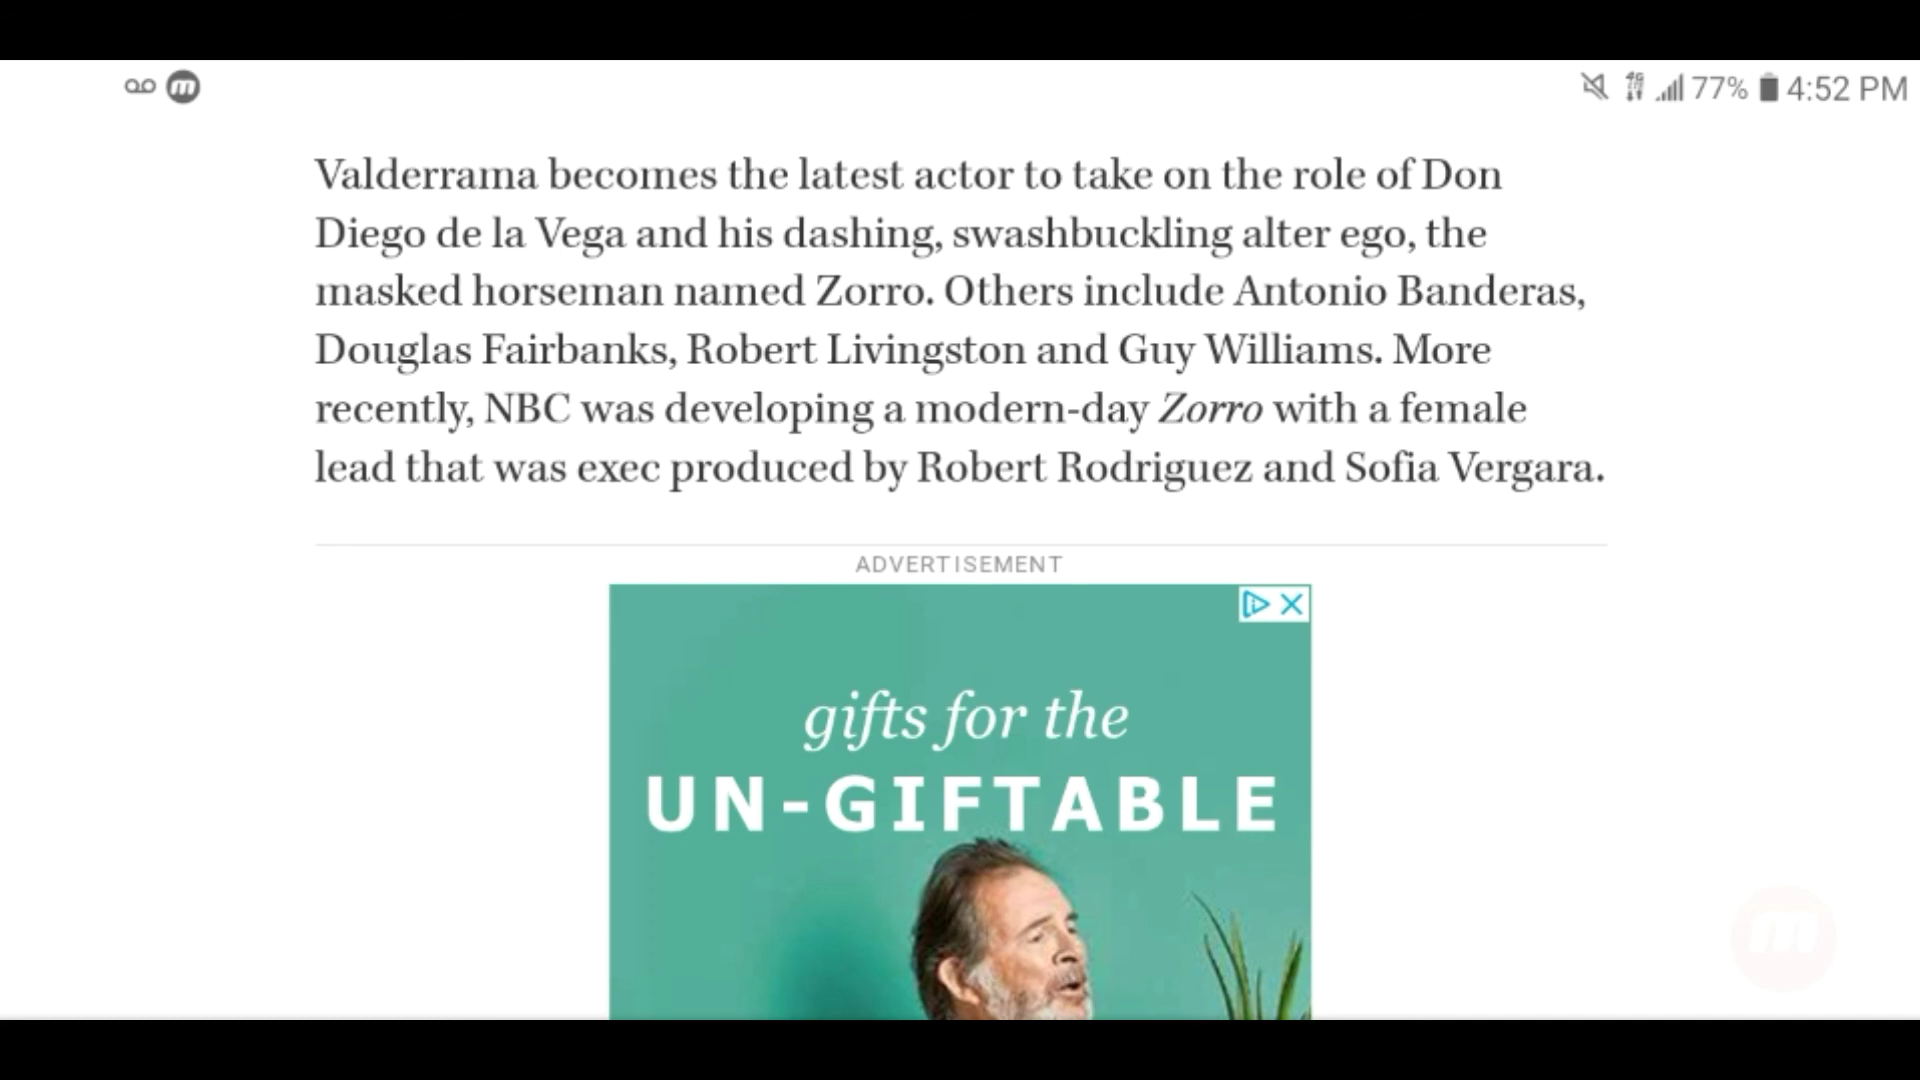 4G 77% 4:52 PM
Valderrama becomes the latest actor to take on the role of Don
Diego de la Vega and his dashing, swashbuckling alter ego, the
masked horseman named Zorro. Others include Antonio Banderas,
Douglas Fairbanks, Robert Livingston and Guy Williams. More
recently, NBC was developing a modern-day Zorro with a female
lead that was exec produced by Robert Rodriguez and Sofia Vergara.
ADVERTISEMENT
gifts for the
UN-GIFTABLE